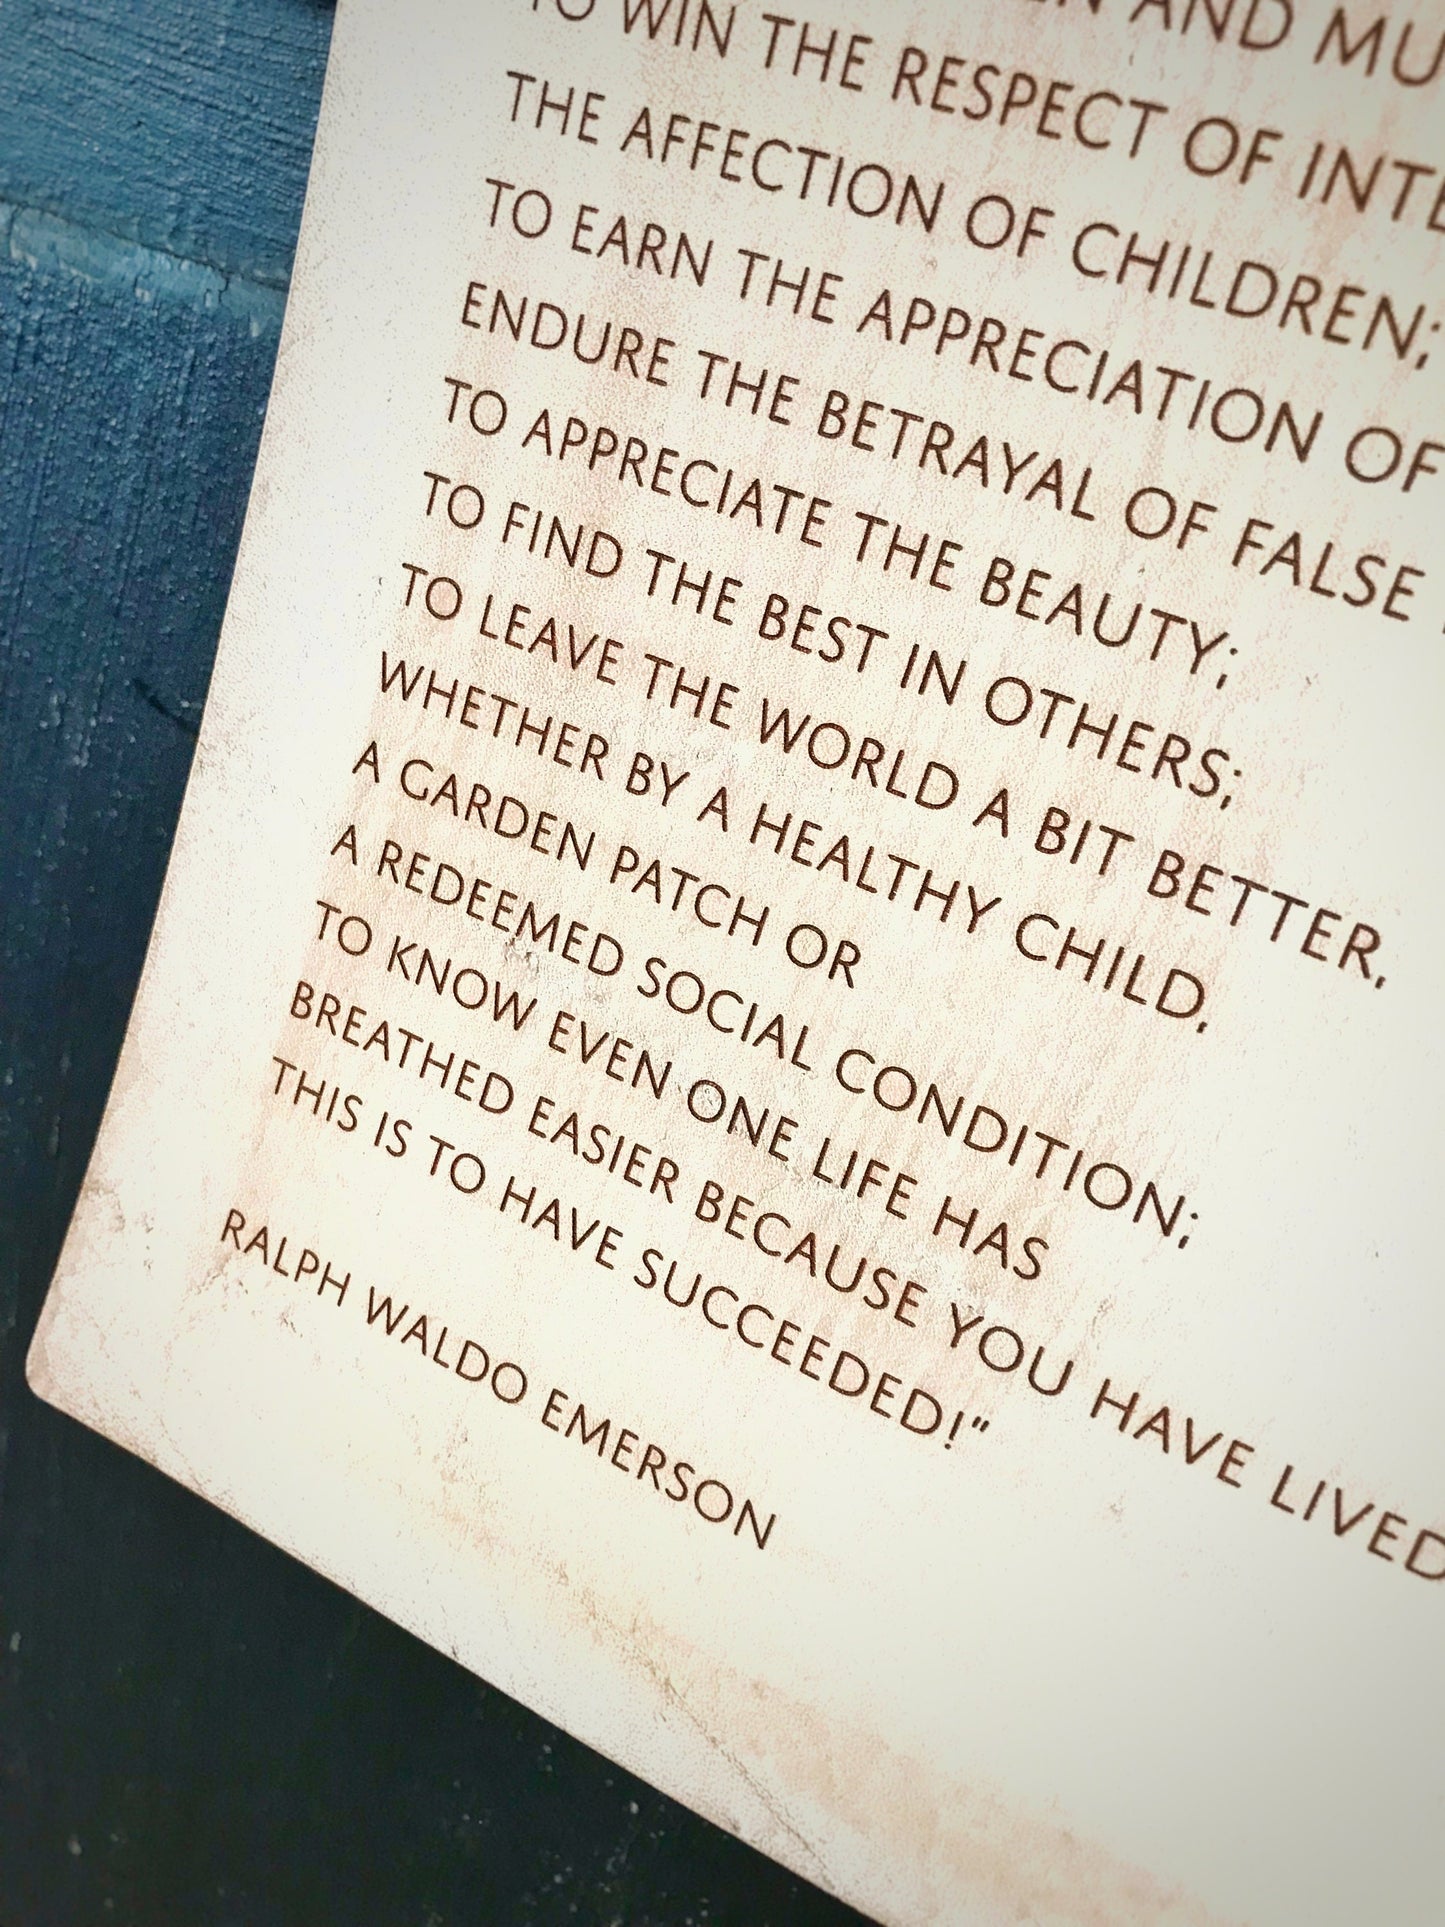 AND
TO WIN THE RESPECT OF
THE AFFECTION OF CHILDREN;
TO EARN THE APPRECIATION OF
ENDURE THE BETRAYAL OF FALSE
TO APPRECIATE THE BEAUTY;
TO FIND THE BEST IN OTHERS;
TO LEAVE THE WORLD A BIT BETTER.
WHETHER BY A HEALTHY CHILD.
A GARDEN PATCH OR
A REDEEMED SOCIAL CONDITION;
TO KNOW EVEN ONE LIFE HAS
BREATHED EASIER BECAUSE YOU HAVE LIVED
THIS IS TO HAVE SUCCEEDED!"
RALPH WALDO EMERSON